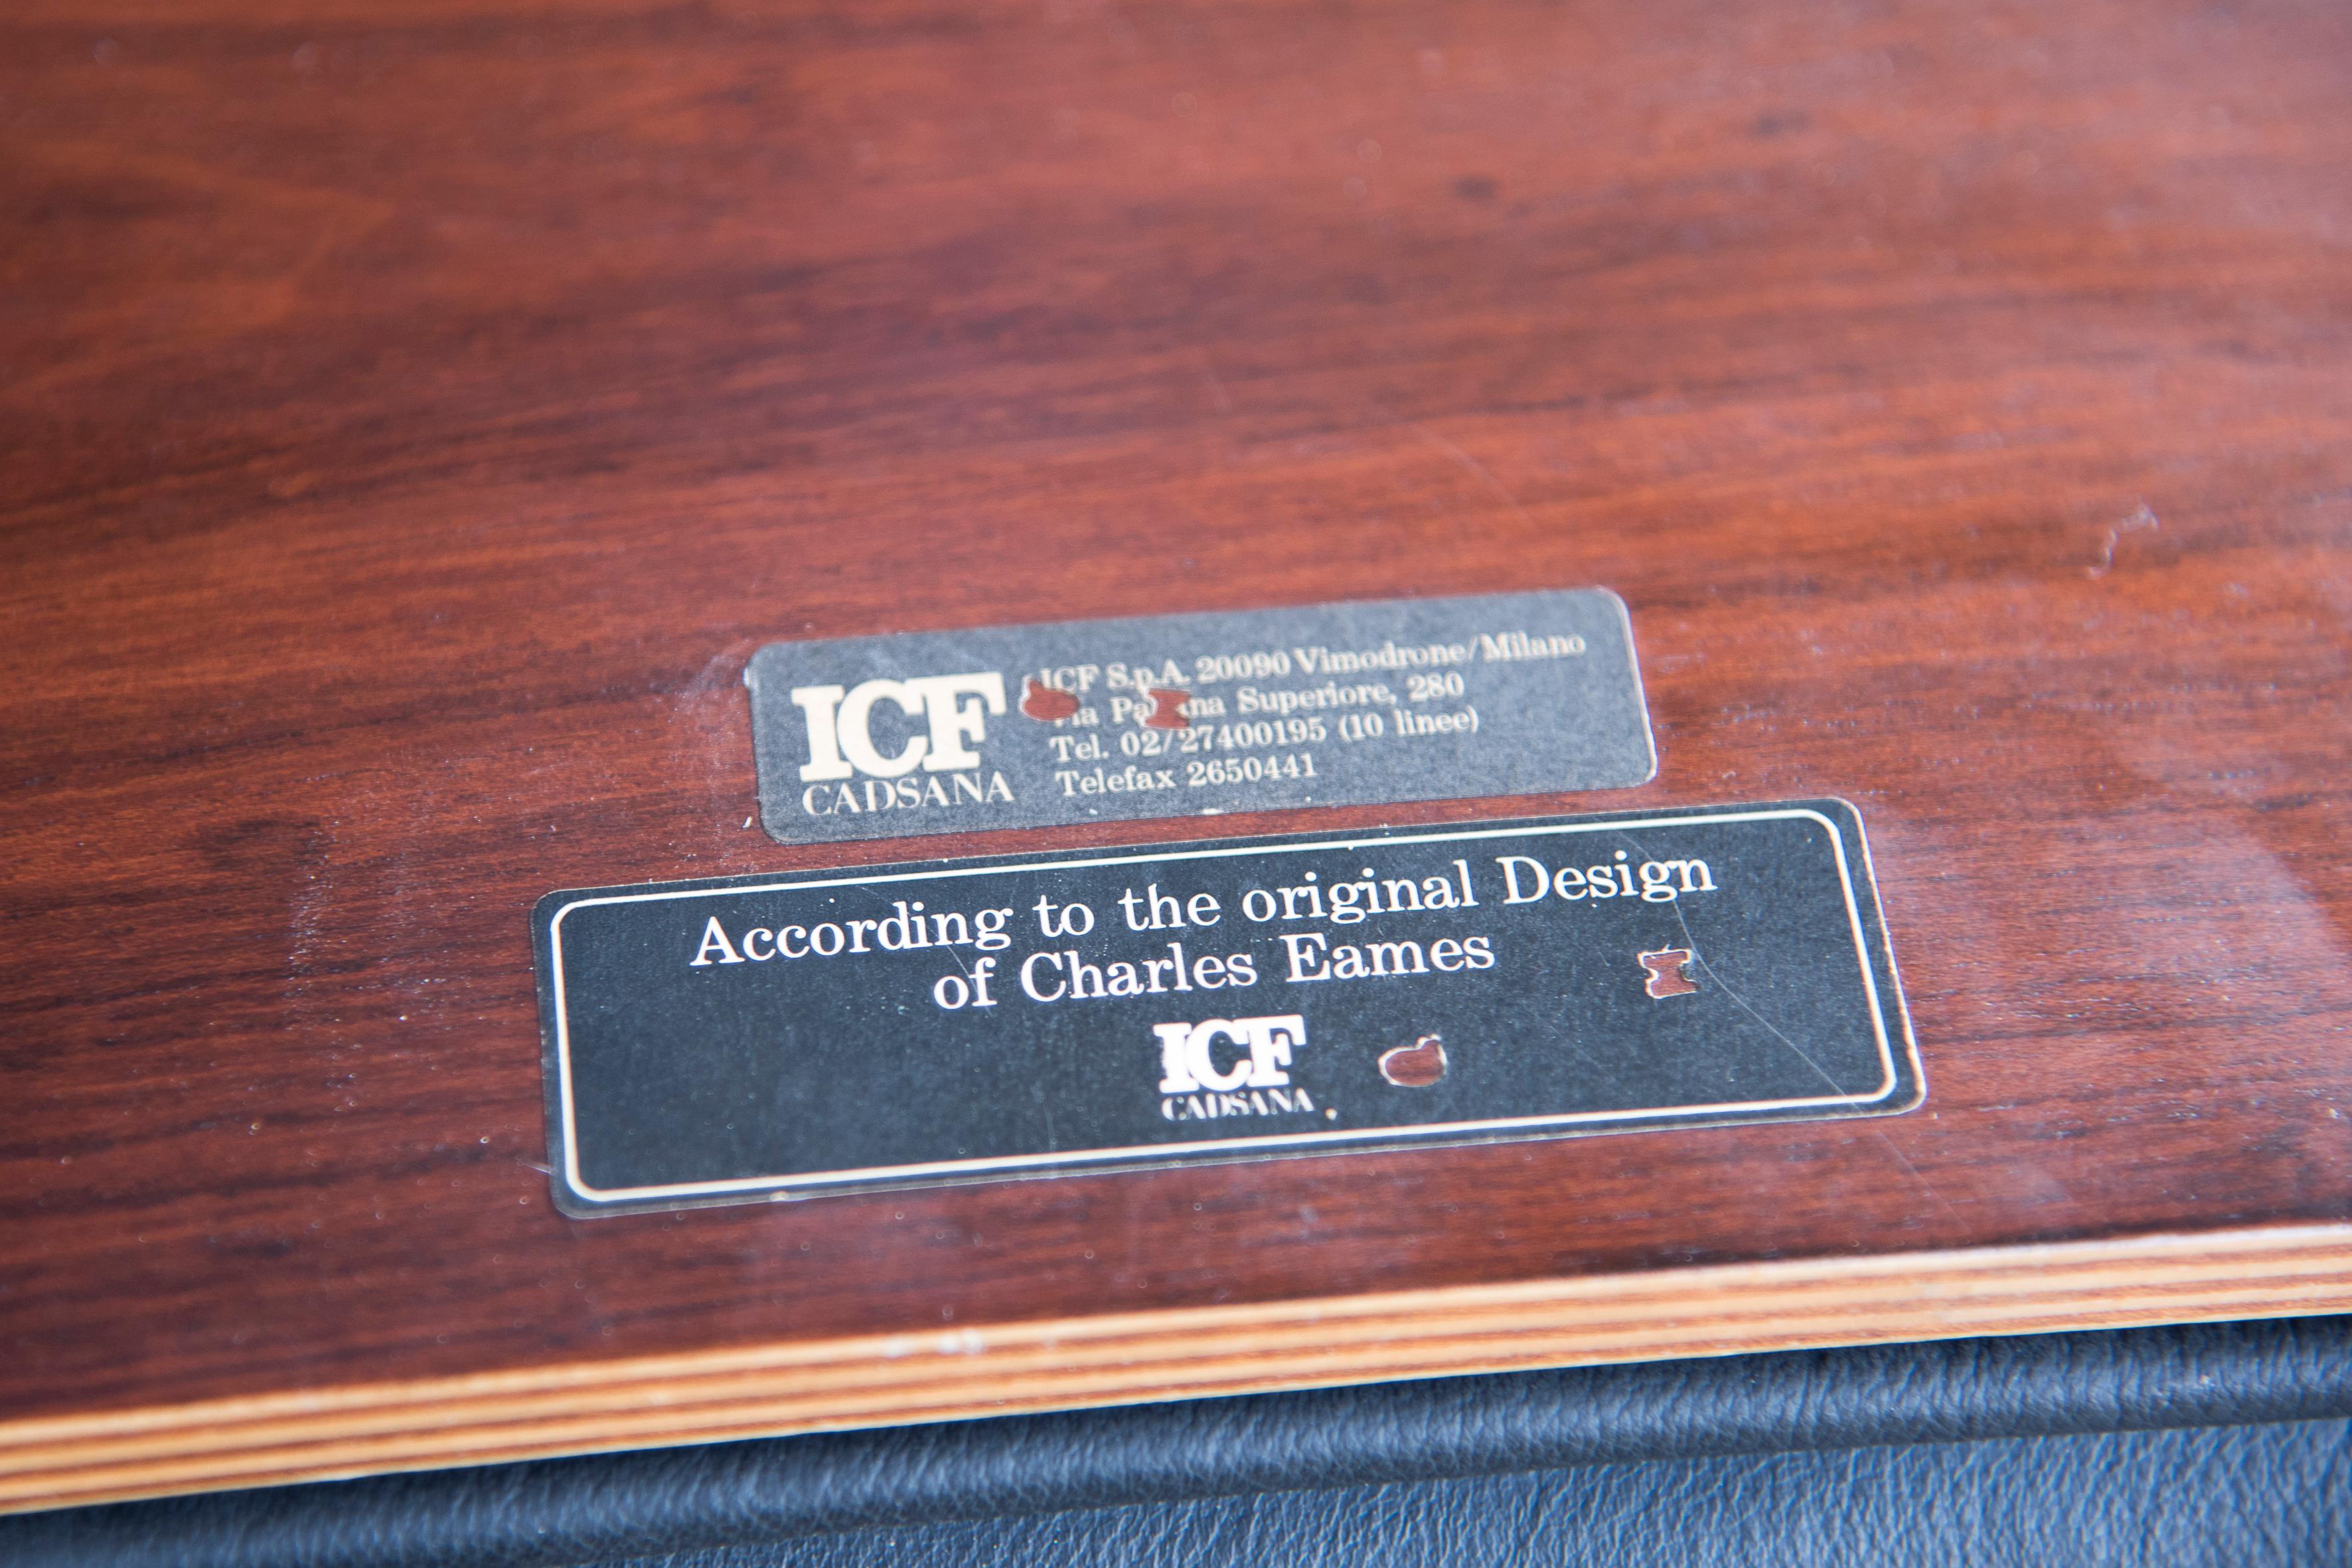 ICF
CADSANA
ICF S.p.A. 20090 Vimodrone/Milano
Superiore, 280
Tel. 02/27400195 (10 linee)
Telefax 2650441
According to the original Design
of Charles Eames
ICF
CADSANA